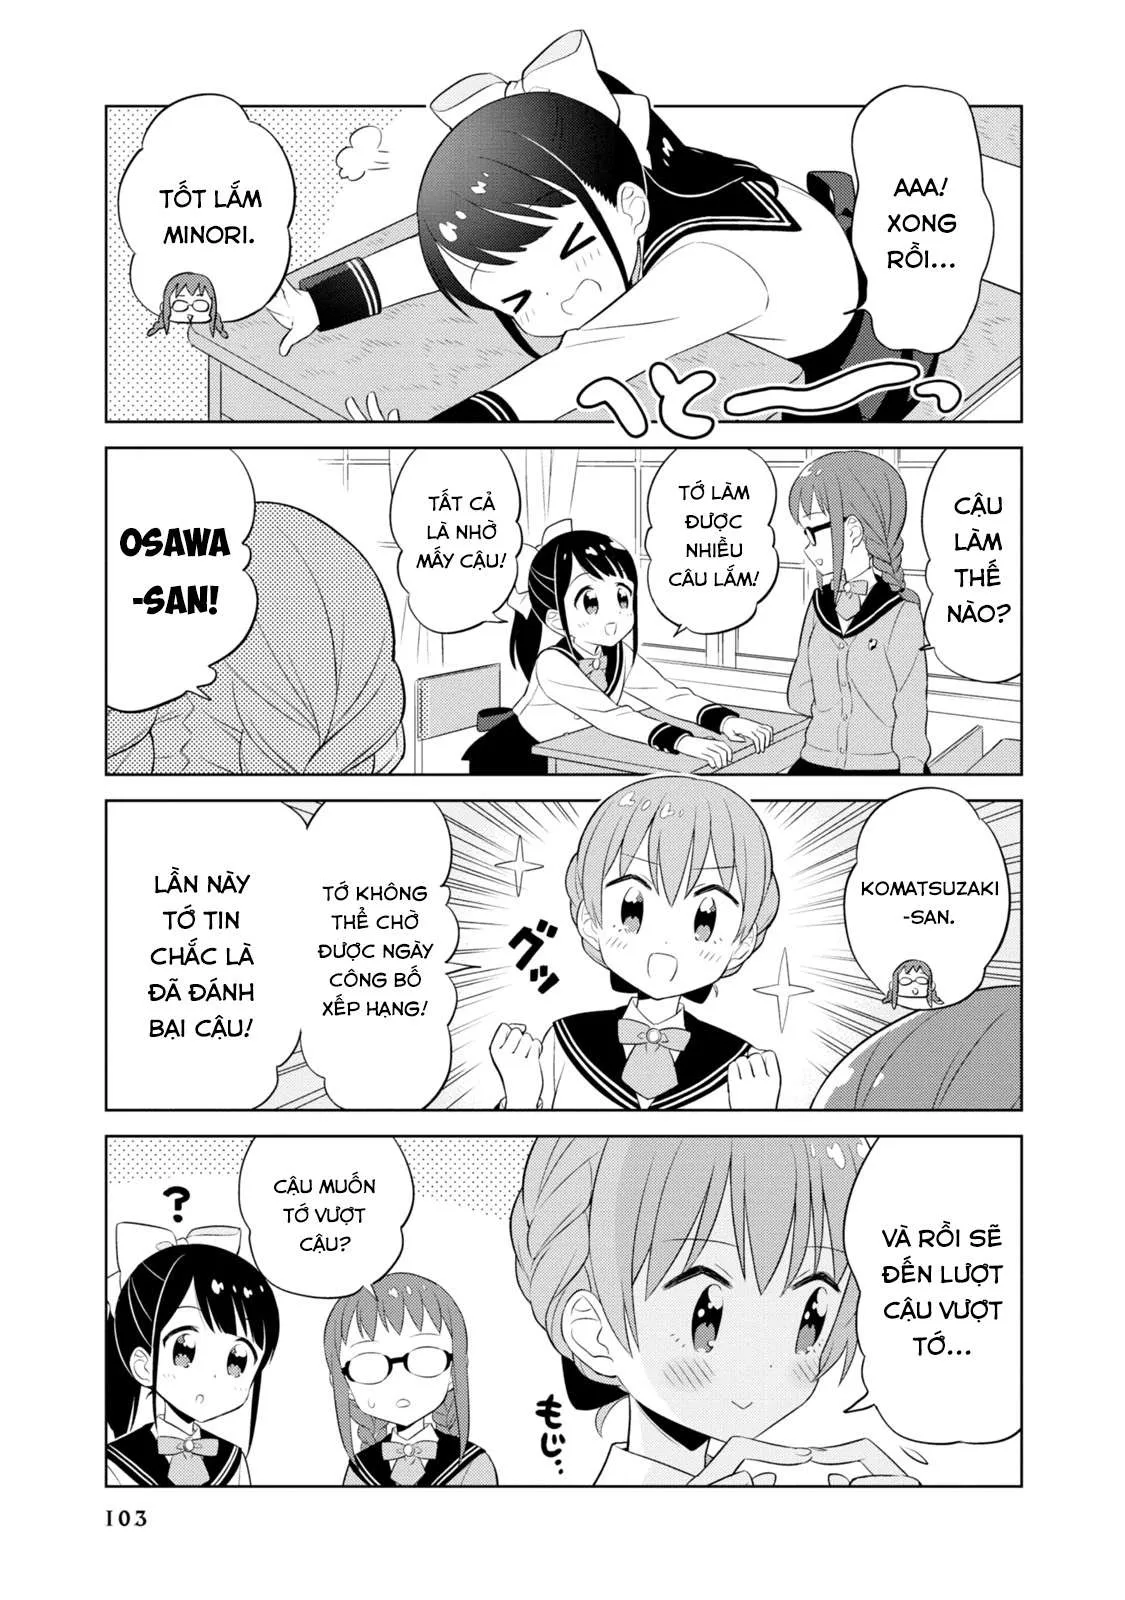 AAA!
XONG
RỒI...
TỐT LẮM
MINORI.
へとーーっ
CẬU
LÀM
THẾ
NÀO?
TỚ LÀM
ĐƯỢC
NHIỀU
CÂU LẮM!
TẤT CẢ
LÀ NHỜ
MẤY CẬU!
OSAWA
-SAN!
KOMATSUZAKI
-SAN.
グッ
TỚ KHÔNG
THỂ CHỜ
ĐƯỢC NGÀY
CÔNG BỐ
XẾP HẠNG!
LẦN NÀY
TỚ TIN
CHẮC LÀ
ĐÃ ĐÁNH
BẠI CẬU!
VÀ RỒI SẼ
ĐẾN LƯỢT
CẬU VƯỢT
TỚ...
もじ...
CẬU MUỐN
TỚ VƯỢT
CẬU?
?
103